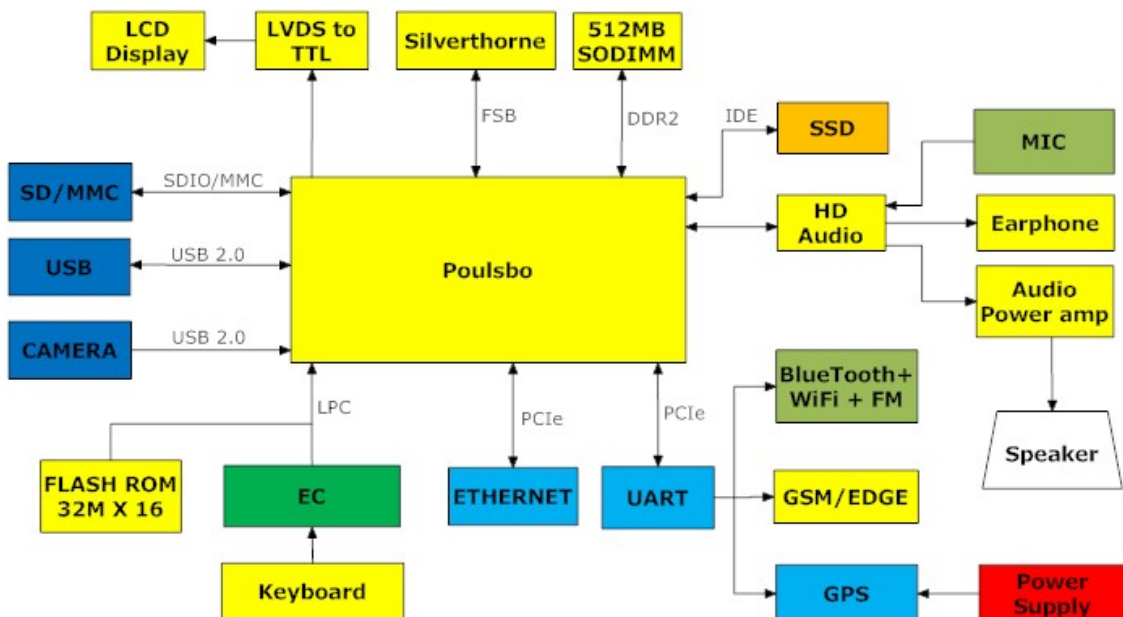 LCD
Display
LVDS to
TTL
Silverthorne
512MB
SODIMM
FSB
DDR2
IDE
SSD
MIC
SD/MMC
SDIO/MMC
HD
Audio
Earphone
USB
USB 2.0
Poulsbo
Audio
Power amp
CAMERA
USB 2.0
LPC
PCIe
PCIe
BlueTooth+
WiFi + FM
Speaker
FLASH ROM
32M X 16
EC
ETHERNET
UART
GSM/EDGE
Keyboard
GPS
Power
Supply